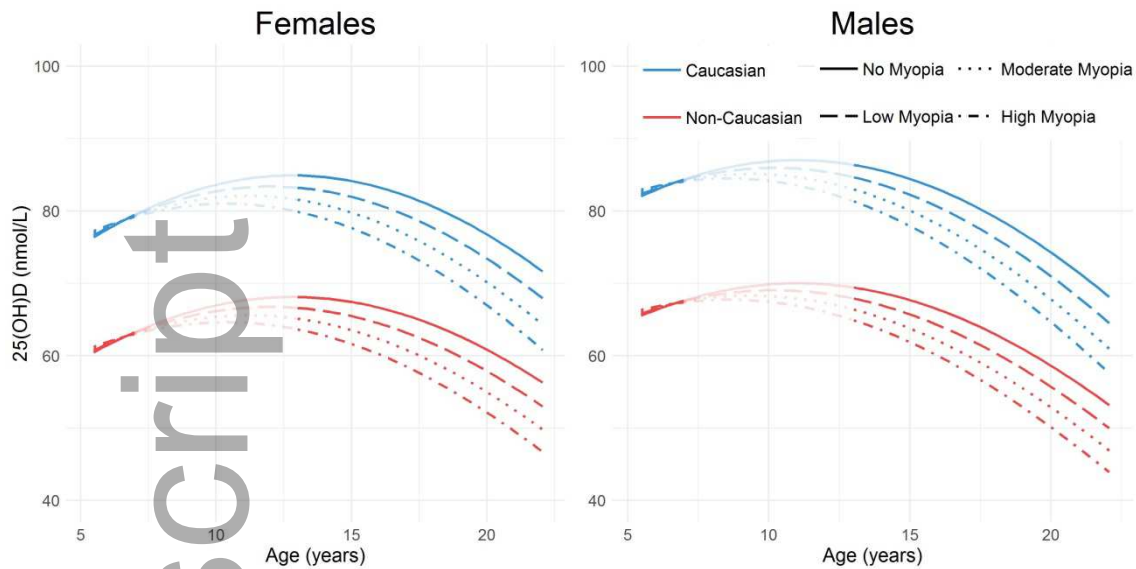 Females
Males
100
80
60
40
25(OH)D (nmol/L)
5
10
15
20
Age (years)
100
80
60
40
5
10
15
20
Age (years)
Caucasian
Non-Caucasian
No Myopia
Low Myopia
Moderate Myopia
High Myopia
script